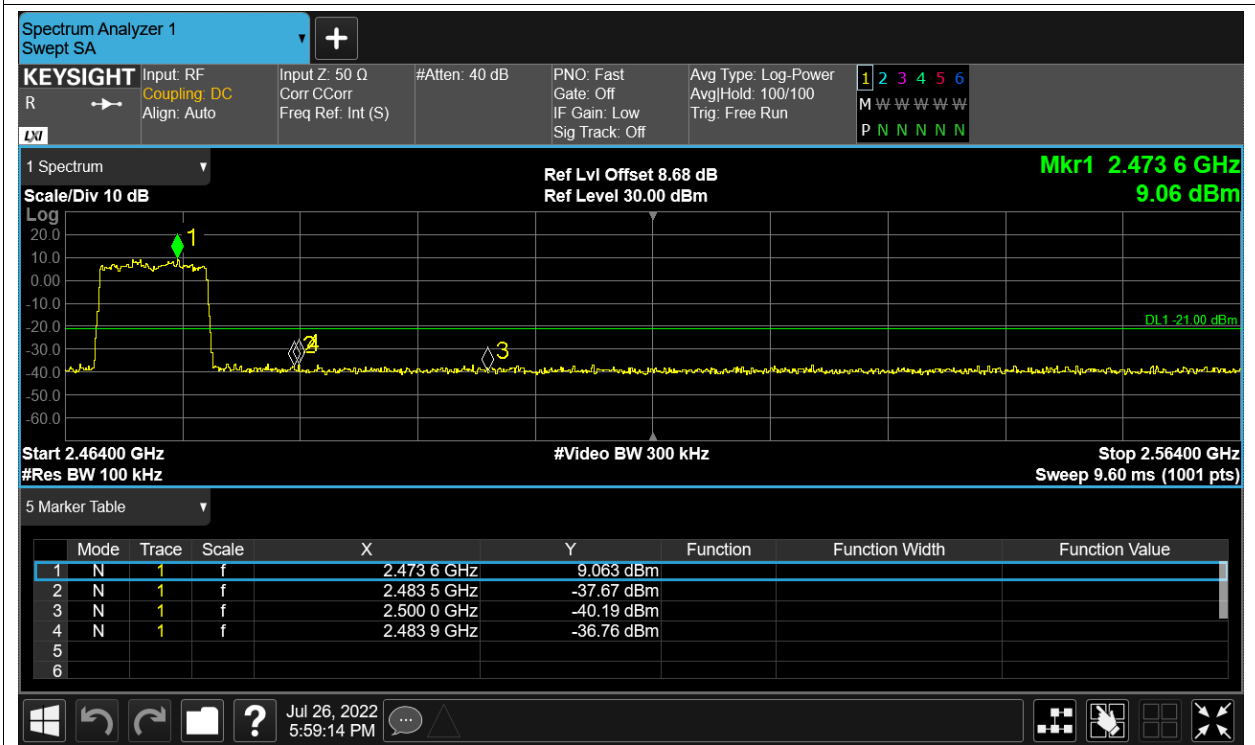 Spectrum Analyzer 1
Swept SA
+
KEYSIGHT Input: RF Input Z: 50 Ω #Atten: 40 dB PNO: Fast Avg Type: Log-Power 1 2 3 4 5 6
R Coupling: DC Corr CCorr Gate: Off Avg|Hold: 100/100 M W W W W W
Align: Auto Freq Ref: Int (S) IF Gain: Low Trig: Free Run
LXI Sig Track: Off P N N N N N
1 Spectrum Ref Lvl Offset 8.68 dB Mkr1 2.473 6 GHz
Scale/Div 10 dB Ref Level 30.00 dBm 9.06 dBm
Log
20.0
1
10.0
0.00
-10.0
-20.0
DL1 -21.00 dBm
-30.0
2 4 3
-40.0
-50.0
-60.0
Start 2.46400 GHz #Video BW 300 kHz Stop 2.56400 GHz
#Res BW 100 kHz Sweep 9.60 ms (1001 pts)
5 Marker Table
Mode Trace Scale X Y Function Function Width Function Value
1 N 1 f 2.473 6 GHz 9.063 dBm
2 N 1 f 2.483 5 GHz -37.67 dBm
3 N 1 f 2.500 0 GHz -40.19 dBm
4 N 1 f 2.483 9 GHz -36.76 dBm
5
6
? Jul 26, 2022
5:59:14 PM